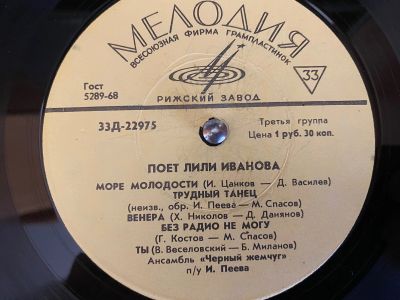 МЕЛОДИЯ
ВСЕСОЮЗНАЯ ФИРМА ГРАМПЛАСТИНОК
33
РИЖСКИЙ ЗАВОД
Гост
5289-68
33Д-22975
Третья группа
Цена 1 руб. 30 коп.
ПОЕТ ЛИЛИ ИВАНОВА
МОРЕ МОЛОДОСТИ (И. Цанков — Д. Василев)
ТРУДНЫЙ ТАНЕЦ
(неизв., обр. И. Пеева — М. Спасов)
ВЕНЕРА (Х. Николов — Д. Даиянов)
БЕЗ РАДИО НЕ МОГУ
(Г. Костов — М. Спасов)
ТЫ (В. Веселовский — Б. Миланов)
Ансамбль «Черный жемчуг»
п/у И. Пеева